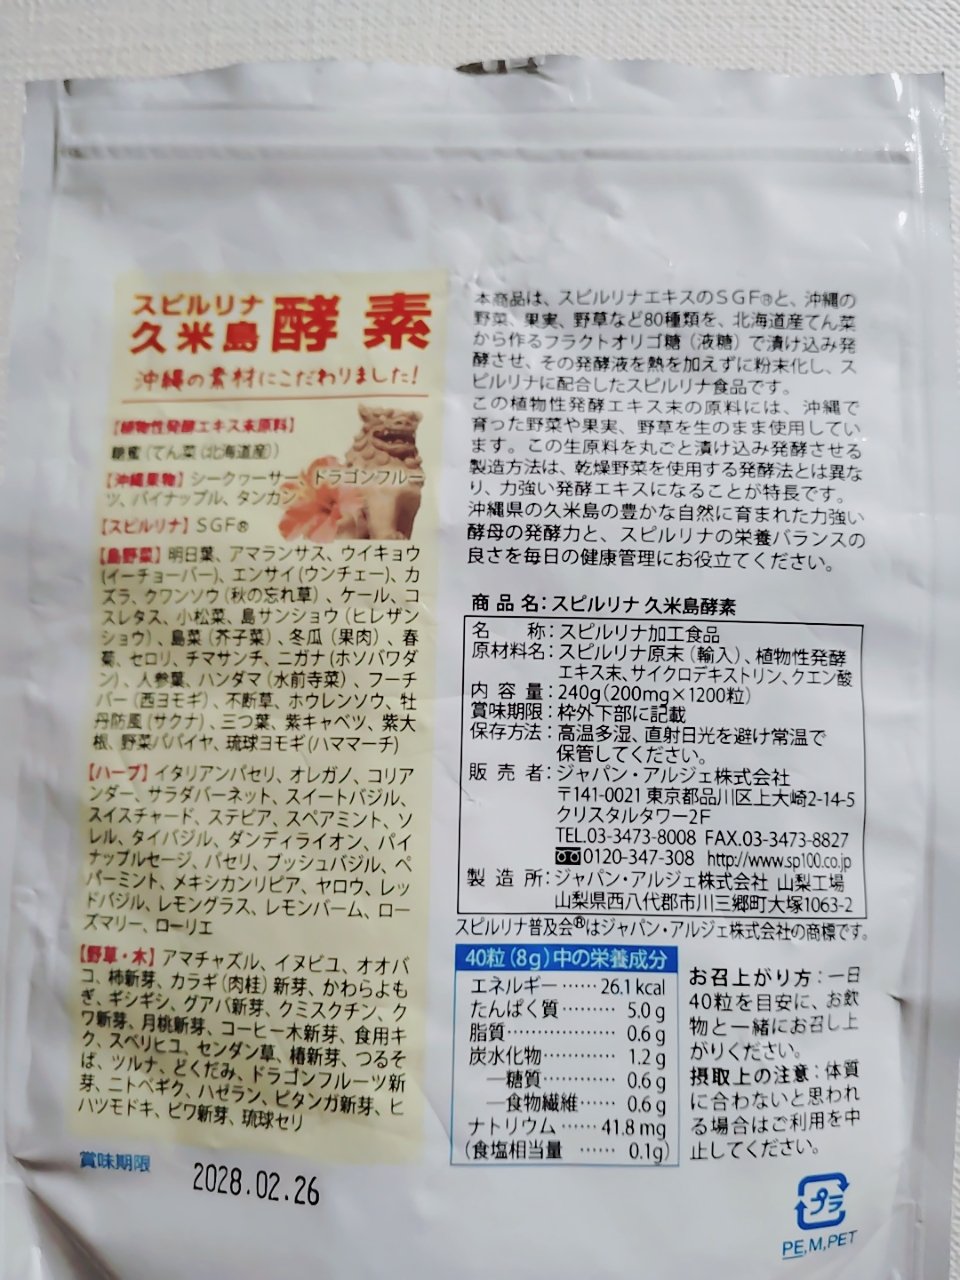 スピルリナ
久米島 酵素
沖縄の素材にこだわりました!
【植物性発酵エキス末原料】
糖蜜(てん菜(北海道産))
【沖縄果物】シークヮーサー、ドラゴンフルー
ツ、パイナップル、タンカン
【スピルリナ】SGF®
【島野菜】明日葉、アマランサス、ウイキョウ
(イーチョーバー)、エンサイ(ウンチェー)、カ
ズラ、クワンソウ(秋の忘れ草)、ケール、コ
スレタス、小松菜、島サンショウ(ヒレザン
ショウ)、島菜(芥子菜)、冬瓜(果肉)、春
菊、セロリ、チマサンチ、ニガナ(ホソバワダ
ン)、人参葉、ハンダマ(水前寺菜)、フーチ
バー(西ヨモギ)、不断草、ホウレンソウ、牡
丹防風(サクナ)、三つ葉、紫キャベツ、紫大
根、野菜パパイヤ、琉球ヨモギ(ハママーチ)
【ハーブ】イタリアンパセリ、オレガノ、コリア
ンダー、サラダバーネット、スイートバジル、
スイスチャード、ステビア、スペアミント、ソ
レル、タイバジル、ダンディライオン、パイ
ナップルセージ、パセリ、ブッシュバジル、ペ
パーミント、メキシカンリピア、ヤロウ、レッ
ドバジル、レモングラス、レモンバーム、ロー
ズマリー、ローリエ
【野草・木】アマチャズル、イヌビユ、オオバ
コ、柿新芽、カラギ(肉桂)新芽、かわらよも
ぎ、ギシギシ、グアバ新芽、クミスクチン、ク
ワ新芽、月桃新芽、コーヒー木新芽、食用キ
ク、スベリヒユ、センダン草、椿新芽、つるそ
ば、ツルナ、どくだみ、ドラゴンフルーツ新
芽、ニトベギク、ハゼラン、ピタンガ新芽、ヒ
ハツモドキ、ビワ新芽、琉球セリ
賞味期限 2028.02.26
本商品は、スピルリナエキスのSGF®と、沖縄の
野菜、果実、野草など80種類を、北海道産てん菜
から作るフラクトオリゴ糖(液糖)で漬け込み発
酵させ、その発酵液を熱を加えずに粉末化し、ス
ピルリナに配合したスピルリナ食品です。
この植物性発酵エキス末の原料には、沖縄で
育った野菜や果実、野草を生のまま使用してい
ます。この生原料を丸ごと漬け込み発酵させる
製造方法は、乾燥野菜を使用する発酵法とは異な
り、力強い発酵エキスになることが特長です。
沖縄県の久米島の豊かな自然に育まれた力強い
酵母の発酵力と、スピルリナの栄養バランスの
良さを毎日の健康管理にお役立てください。
商品名:スピルリナ 久米島酵素
名 称:スピルリナ加工食品
原材料名:スピルリナ原末(輸入)、植物性発酵
エキス末、サイクロデキストリン、クエン酸
内容量:240g(200mg×1200粒)
賞味期限:枠外下部に記載
保存方法:高温多湿、直射日光を避け常温で
保管してください。
販売者:ジャパン・アルジェ株式会社
〒141-0021 東京都品川区上大崎2-14-5
クリスタルタワー2F
TEL.03-3473-8008 FAX.03-3473-8827
0120-347-308 http://www.sp100.co.jp
製造所:ジャパン・アルジェ株式会社 山梨工場
山梨県西八代郡市川三郷町大塚1063-2
スピルリナ普及会®はジャパン・アルジェ株式会社の商標です。
40粒(8g)中の栄養成分
エネルギー……26.1kcal
たんぱく質………5.0g
脂質………………0.6g
炭水化物…………1.2g
―糖質…………0.6g
―食物繊維……0.6g
ナトリウム……41.8mg
(食塩相当量……0.1g)
お召上がり方:一日
40粒を目安に、お飲
物と一緒にお召し上
がりください。
摂取上の注意:体質
に合わないと思われ
る場合はご利用を中
止してください。
プラ
PE,M,PET